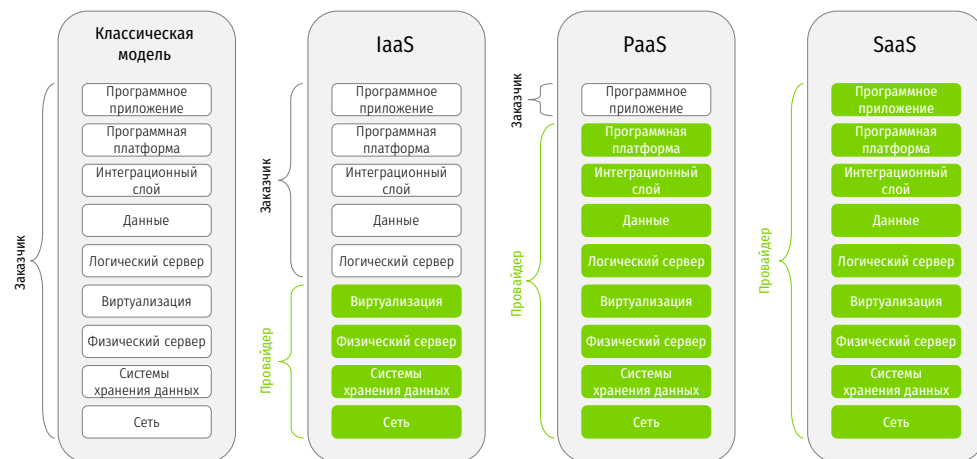 Классическая
модель
Заказчик
Программное
приложение
Программная
платформа
Интеграционный
слой
Данные
Логический сервер
Виртуализация
Физический сервер
Системы
хранения данных
Сеть
IaaS
Заказчик
Провайдер
Программное
приложение
Программная
платформа
Интеграционный
слой
Данные
Логический сервер
Виртуализация
Физический сервер
Системы
хранения данных
Сеть
PaaS
Заказчик
Провайдер
Программное
приложение
Программная
платформа
Интеграционный
слой
Данные
Логический сервер
Виртуализация
Физический сервер
Системы
хранения данных
Сеть
SaaS
Провайдер
Программное
приложение
Программная
платформа
Интеграционный
слой
Данные
Логический сервер
Виртуализация
Физический сервер
Системы
хранения данных
Сеть